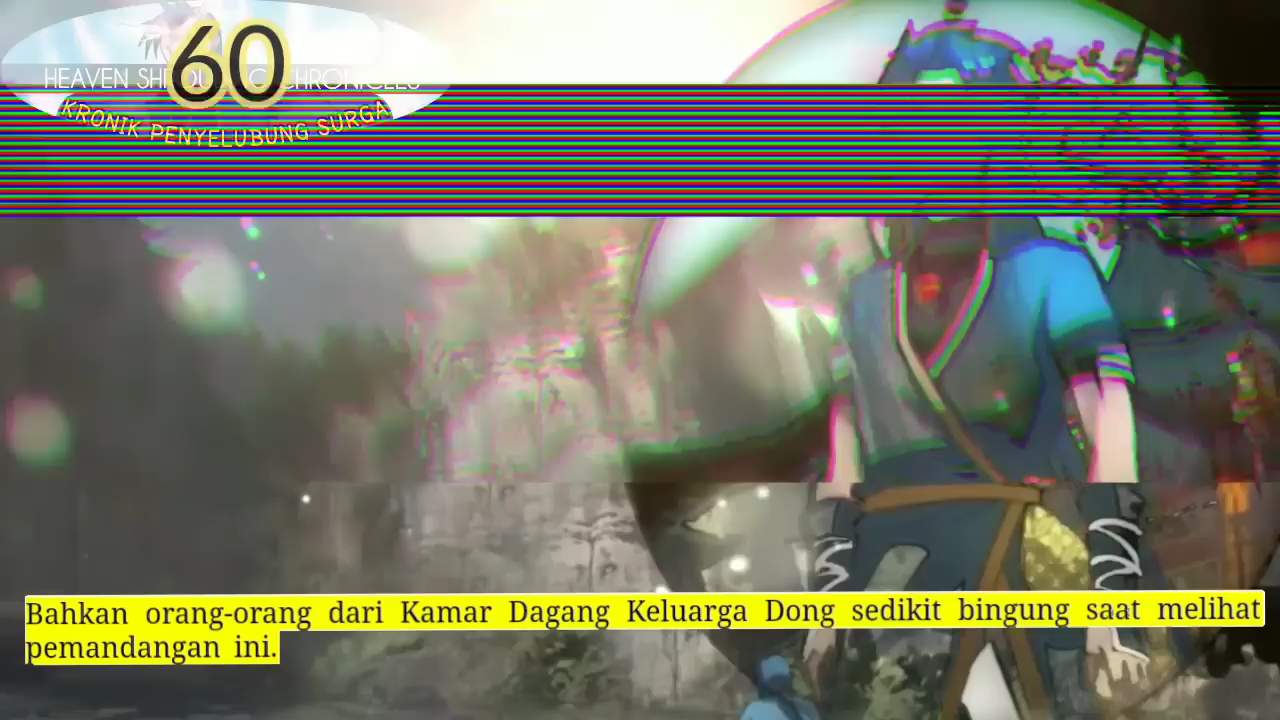 60
HEAVEN CHRONICLES
KRONIK PENYELUBUNG SURGA
Bahkan orang-orang dari Kamar Dagang Keluarga Dong sedikit bingung saat melihat
pemandangan ini.